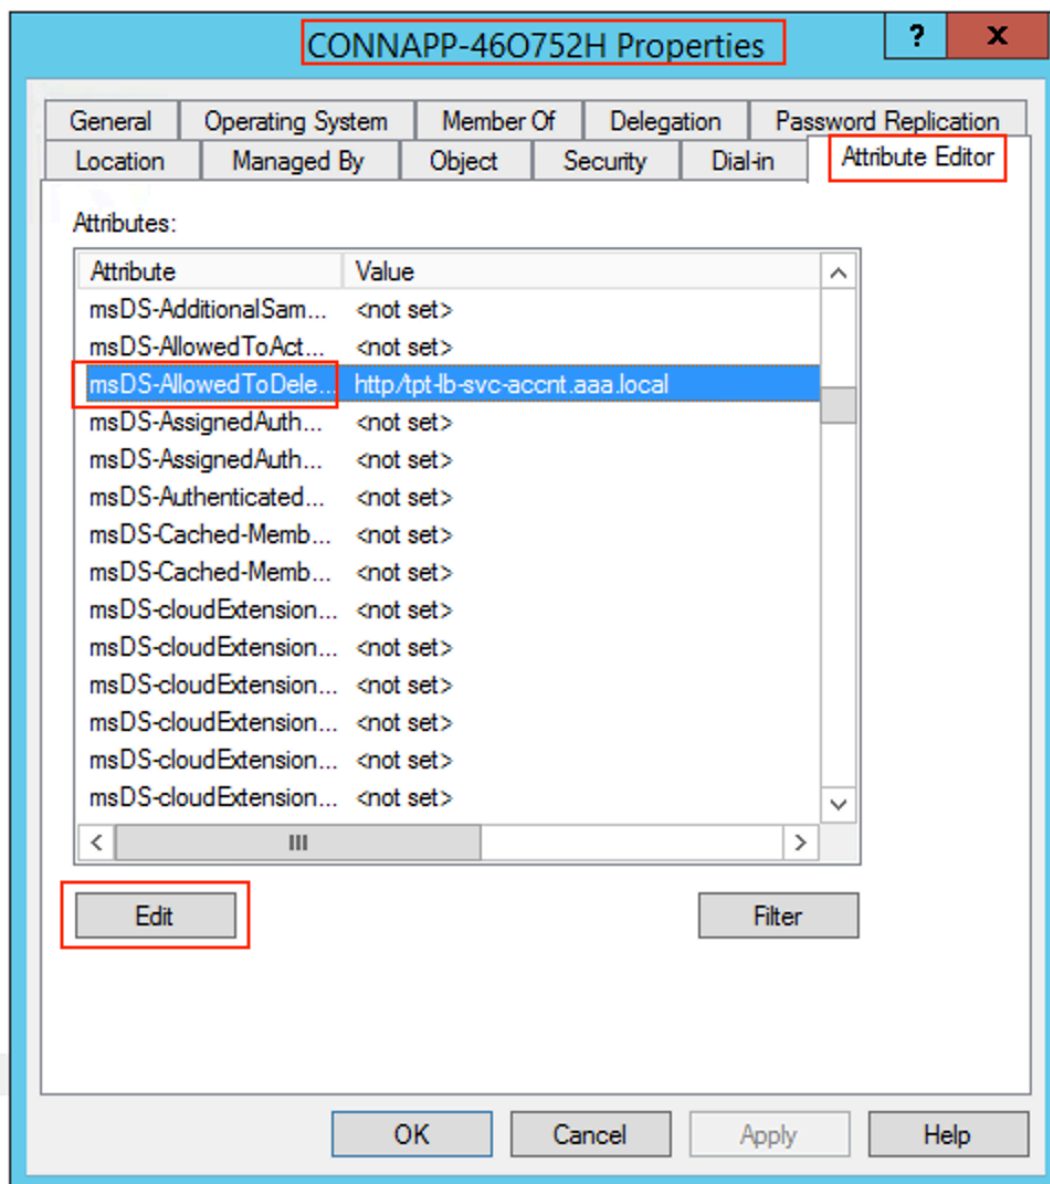 CONNAPP-46O752H Properties
?
x
General Operating System Member Of Delegation Password Replication
Location Managed By Object Security Dial-in Attribute Editor
Attributes:
Attribute Value
msDS-AdditionalSam... <not set>
msDS-AllowedToAct... <not set>
msDS-AllowedToDele... http/tpt-lb-svc-accnt.aaa.local
msDS-AssignedAuth... <not set>
msDS-AssignedAuth... <not set>
msDS-Authenticated... <not set>
msDS-Cached-Memb... <not set>
msDS-Cached-Memb... <not set>
msDS-cloudExtension... <not set>
msDS-cloudExtension... <not set>
msDS-cloudExtension... <not set>
msDS-cloudExtension... <not set>
msDS-cloudExtension... <not set>
msDS-cloudExtension... <not set>
Edit Filter
OK Cancel Apply Help